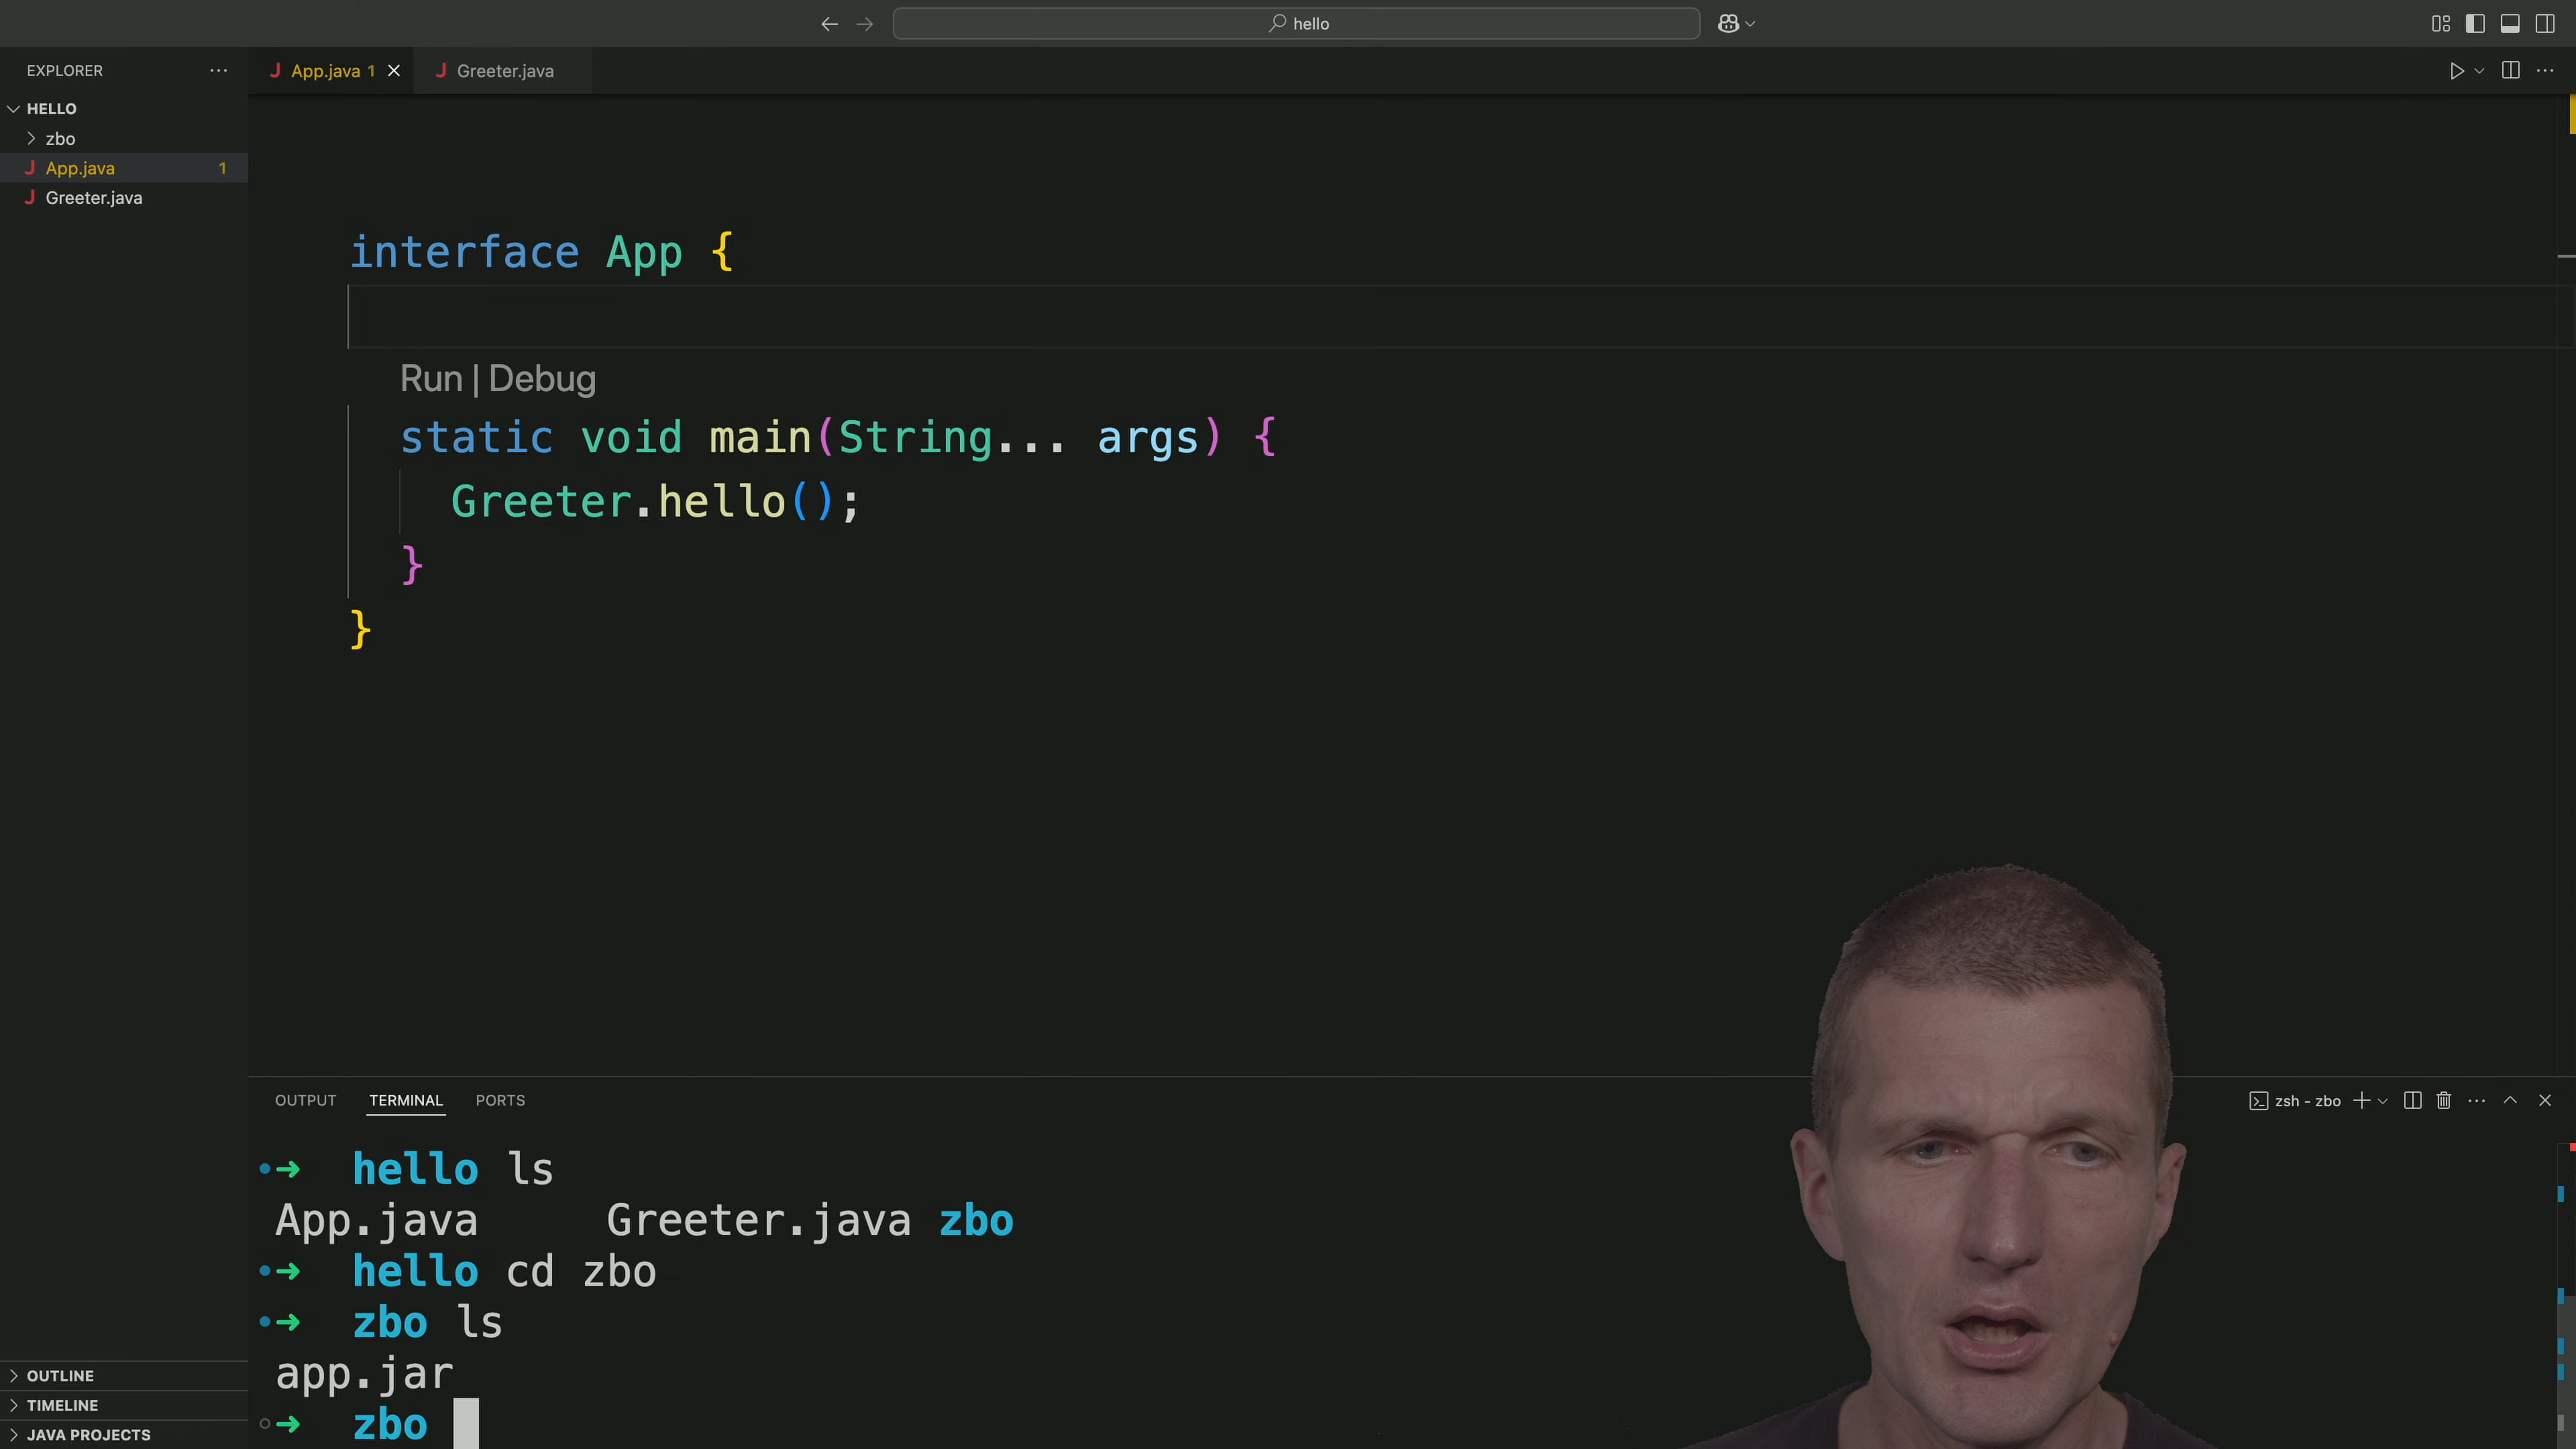 hello
EXPLORER
App.java 1
Greeter.java
HELLO
zbo
App.java 1
Greeter.java
interface App {
Run | Debug
static void main(String... args) {
Greeter.hello();
}
}
OUTPUT TERMINAL PORTS
zsh - zbo
hello ls
App.java Greeter.java zbo
hello cd zbo
zbo ls
app.jar
zbo
OUTLINE
TIMELINE
JAVA PROJECTS